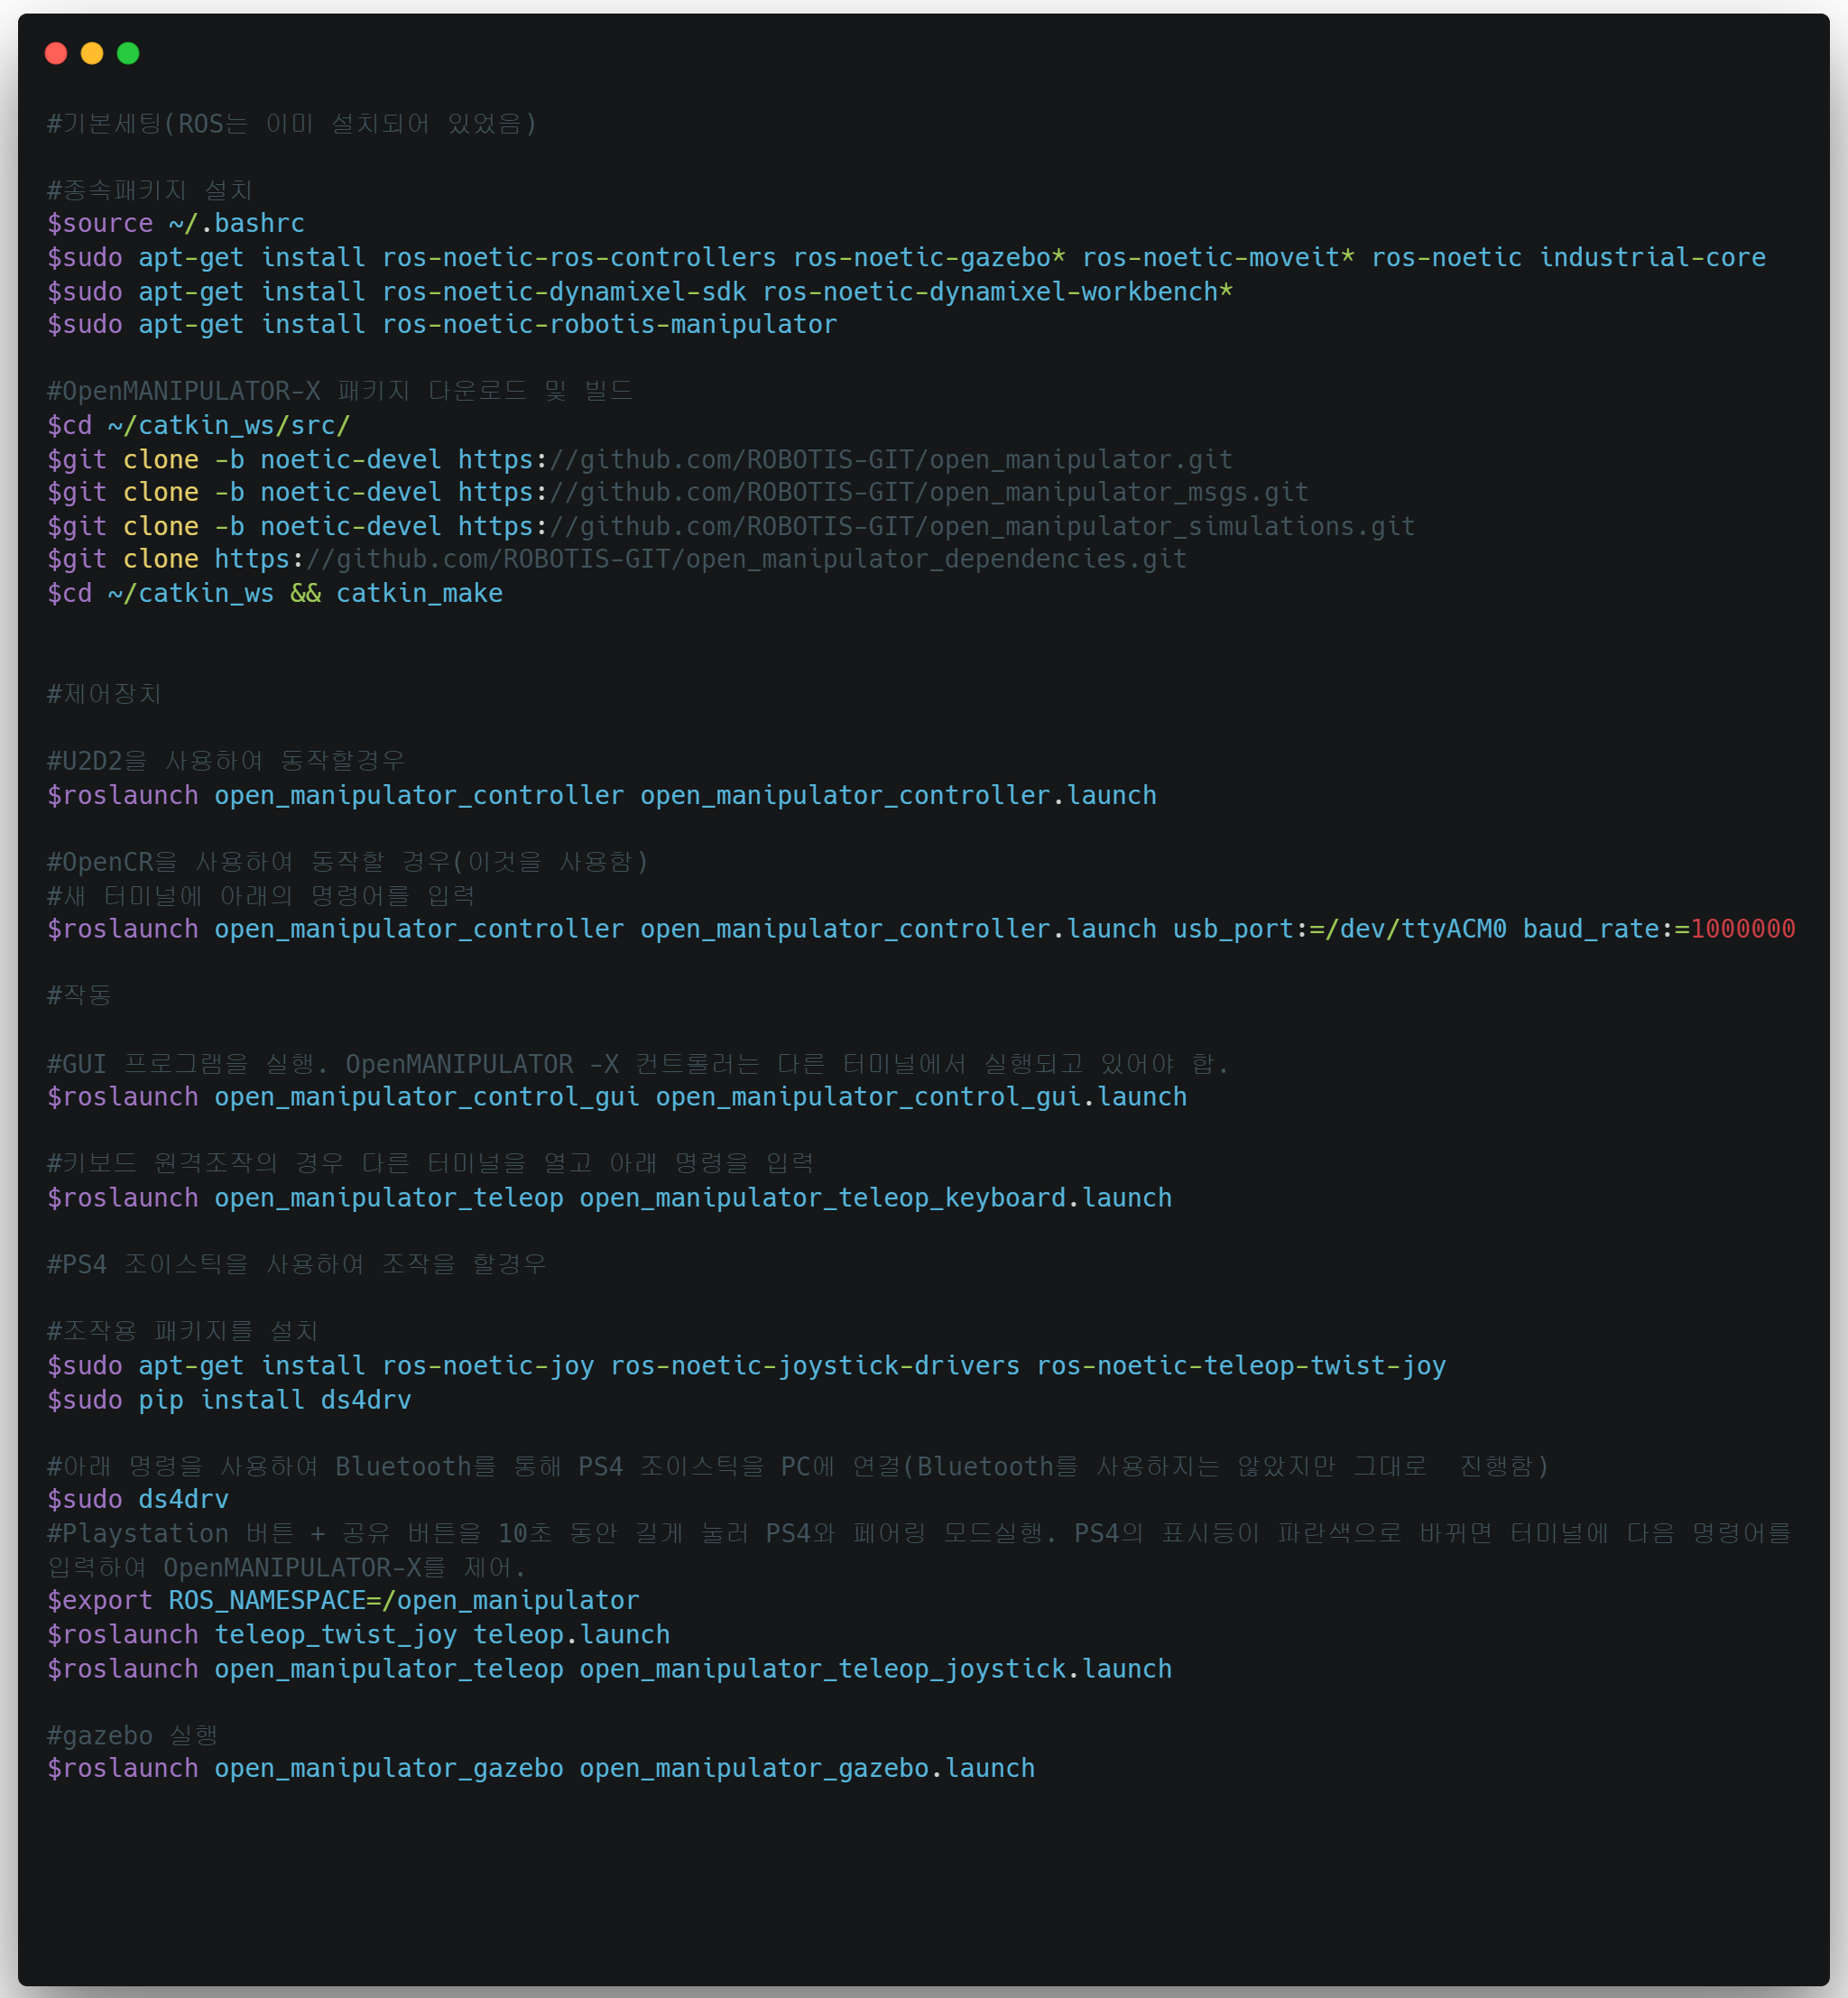 #기본세팅(ROS는 이미 설치되어 있었음)
#종속패키지 설치
$source ~/.bashrc
$sudo apt-get install ros-noetic-ros-controllers ros-noetic-gazebo* ros-noetic-moveit* ros-noetic industrial-core
$sudo apt-get install ros-noetic-dynamixel-sdk ros-noetic-dynamixel-workbench*
$sudo apt-get install ros-noetic-robotis-manipulator
#OpenMANIPULATOR-X 패키지 다운로드 및 빌드
$cd ~/catkin_ws/src/
$git clone -b noetic-devel https://github.com/ROBOTIS-GIT/open_manipulator.git
$git clone -b noetic-devel https://github.com/ROBOTIS-GIT/open_manipulator_msgs.git
$git clone -b noetic-devel https://github.com/ROBOTIS-GIT/open_manipulator_simulations.git
$git clone https://github.com/ROBOTIS-GIT/open_manipulator_dependencies.git
$cd ~/catkin_ws && catkin_make
#제어장치
#U2D2을 사용하여 동작할경우
$roslaunch open_manipulator_controller open_manipulator_controller.launch
#OpenCR을 사용하여 동작할 경우(이것을 사용함)
#새 터미널에 아래의 명령어를 입력
$roslaunch open_manipulator_controller open_manipulator_controller.launch usb_port:=/dev/ttyACM0 baud_rate:=1000000
#작동
#GUI 프로그램을 실행. OpenMANIPULATOR -X 컨트롤러는 다른 터미널에서 실행되고 있어야 합.
$roslaunch open_manipulator_control_gui open_manipulator_control_gui.launch
#키보드 원격조작의 경우 다른 터미널을 열고 아래 명령을 입력
$roslaunch open_manipulator_teleop open_manipulator_teleop_keyboard.launch
#PS4 조이스틱을 사용하여 조작을 할경우
#조작용 패키지를 설치
$sudo apt-get install ros-noetic-joy ros-noetic-joystick-drivers ros-noetic-teleop-twist-joy
$sudo pip install ds4drv
#아래 명령을 사용하여 Bluetooth를 통해 PS4 조이스틱을 PC에 연결(Bluetooth를 사용하지는 않았지만 그대로  진행함)
$sudo ds4drv
#Playstation 버튼 + 공유 버튼을 10초 동안 길게 눌러 PS4와 페어링 모드실행. PS4의 표시등이 파란색으로 바뀌면 터미널에 다음 명령어를
입력하여 OpenMANIPULATOR-X를 제어.
$export ROS_NAMESPACE=/open_manipulator
$roslaunch teleop_twist_joy teleop.launch
$roslaunch open_manipulator_teleop open_manipulator_teleop_joystick.launch
#gazebo 실행
$roslaunch open_manipulator_gazebo open_manipulator_gazebo.launch